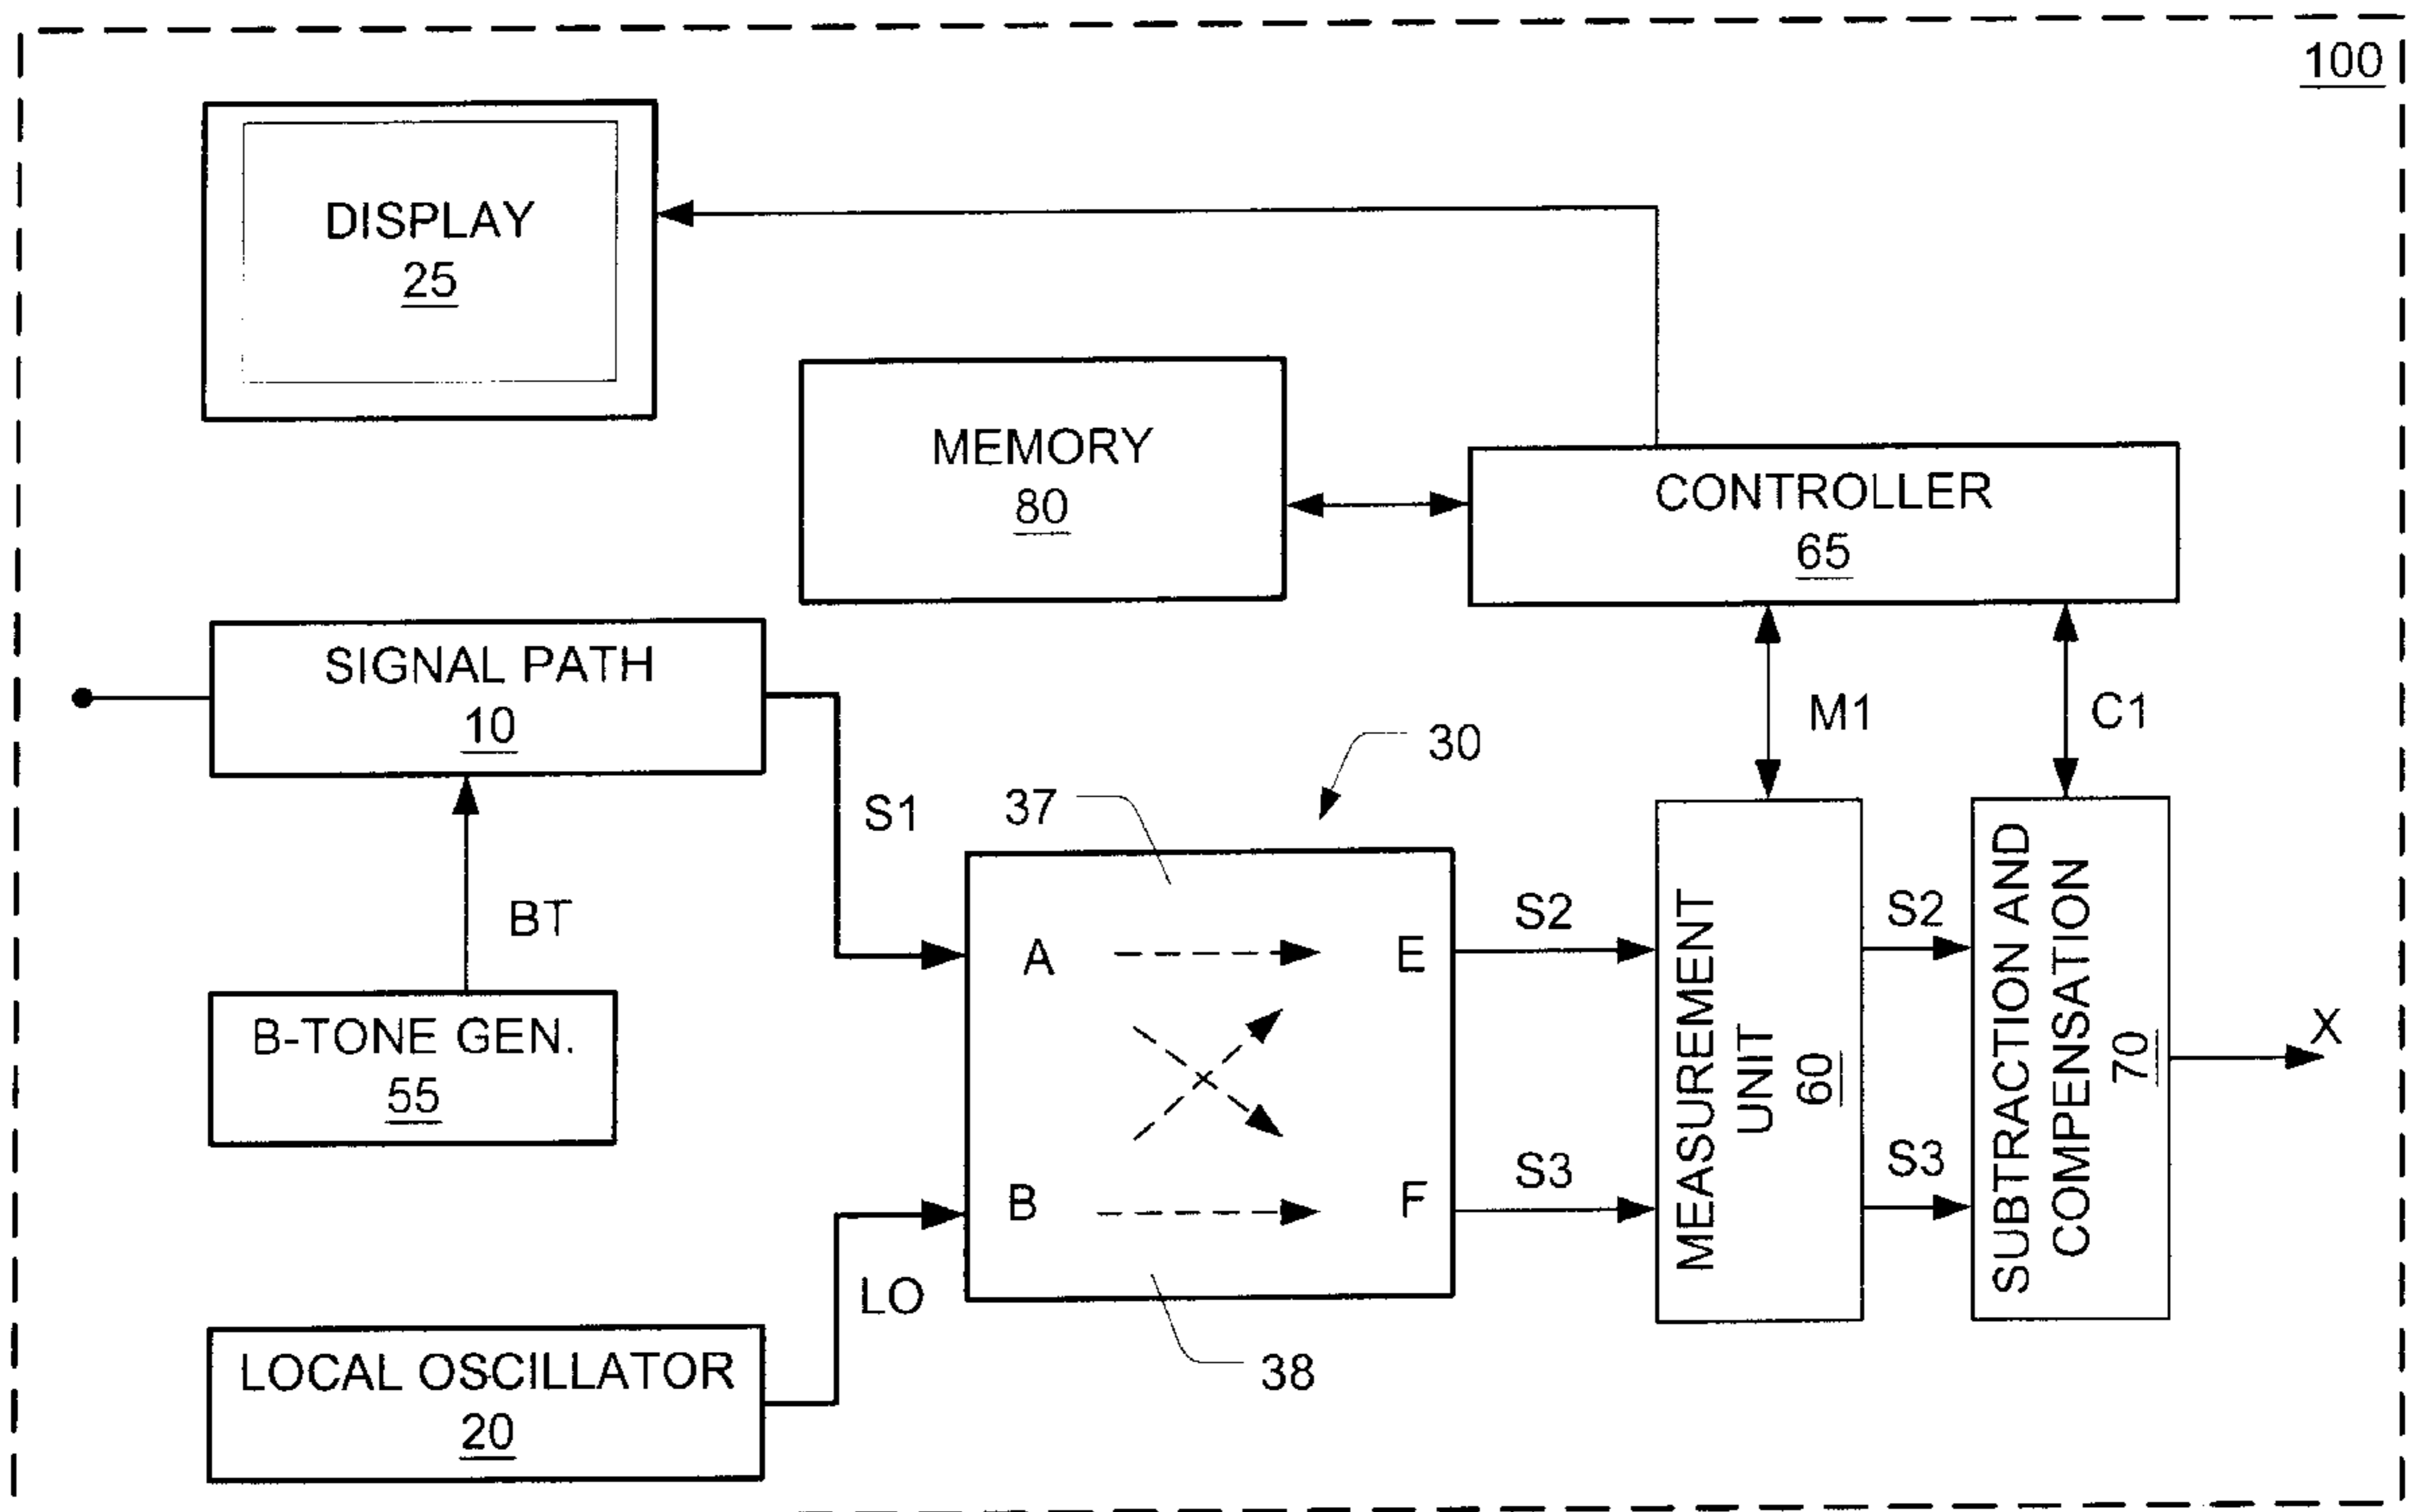 100
DISPLAY
25
MEMORY
80
CONTROLLER
65
SIGNAL PATH
10
M1
C1
30
37
S1
BT
A
E
S2
S2
B-TONE GEN.
55
MEASUREMENT
UNIT
60
SUBTRACTION AND
COMPENSATION
70
X
B
F
S3
S3
LO
38
LOCAL OSCILLATOR
20